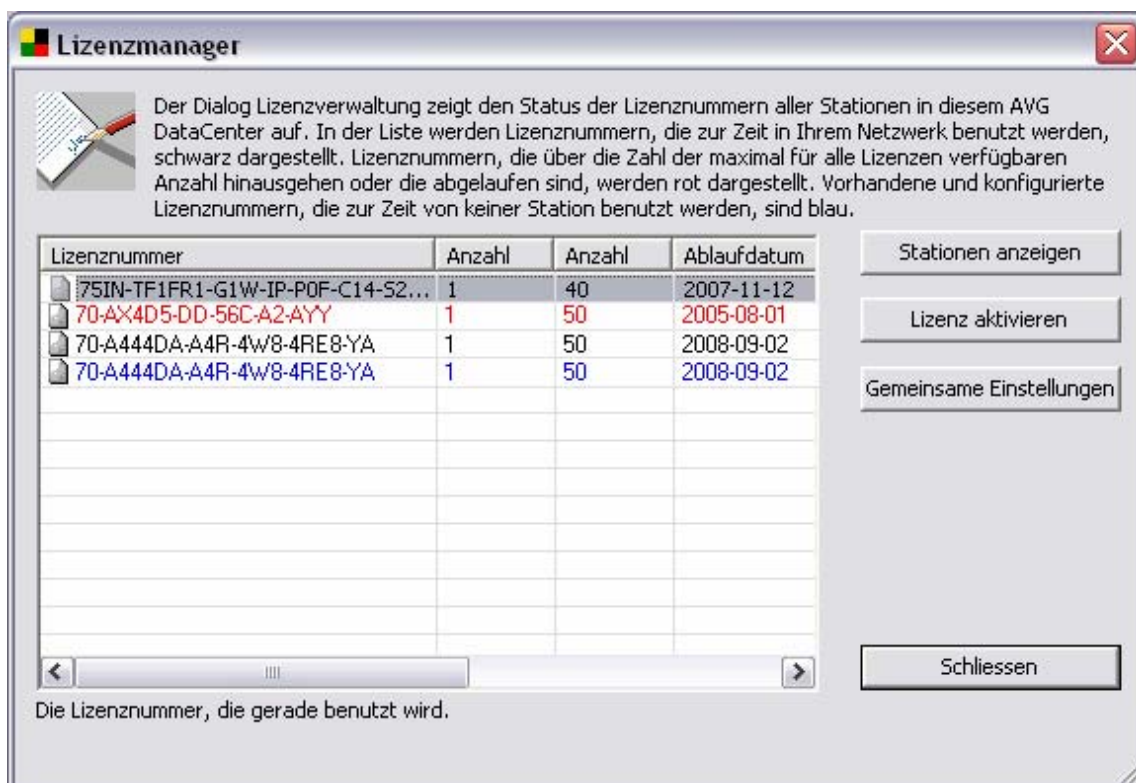 Lizenzmanager
Der Dialog Lizenzverwaltung zeigt den Status der Lizenznummern aller Stationen in diesem AVG
DataCenter auf. In der Liste werden Lizenznummern, die zur Zeit in Ihrem Netzwerk benutzt werden,
schwarz dargestellt. Lizenznummern, die über die Zahl der maximal für alle Lizenzen verfügbaren
Anzahl hinausgehen oder die abgelaufen sind, werden rot dargestellt. Vorhandene und konfigurierte
Lizenznummern, die zur Zeit von keiner Station benutzt werden, sind blau.
Lizenznummer Anzahl Anzahl Ablaufdatum
75IN-TF1FR1-G1W-IP-P0F-C14-S2... 1 40 2007-11-12
70-AX4D5-DD-56C-A2-AYY 1 50 2005-08-01
70-A444DA-A4R-4W8-4RE8-YA 1 50 2008-09-02
70-A444DA-A4R-4W8-4RE8-YA 1 50 2008-09-02
Stationen anzeigen
Lizenz aktivieren
Gemeinsame Einstellungen
Schliessen
Die Lizenznummer, die gerade benutzt wird.